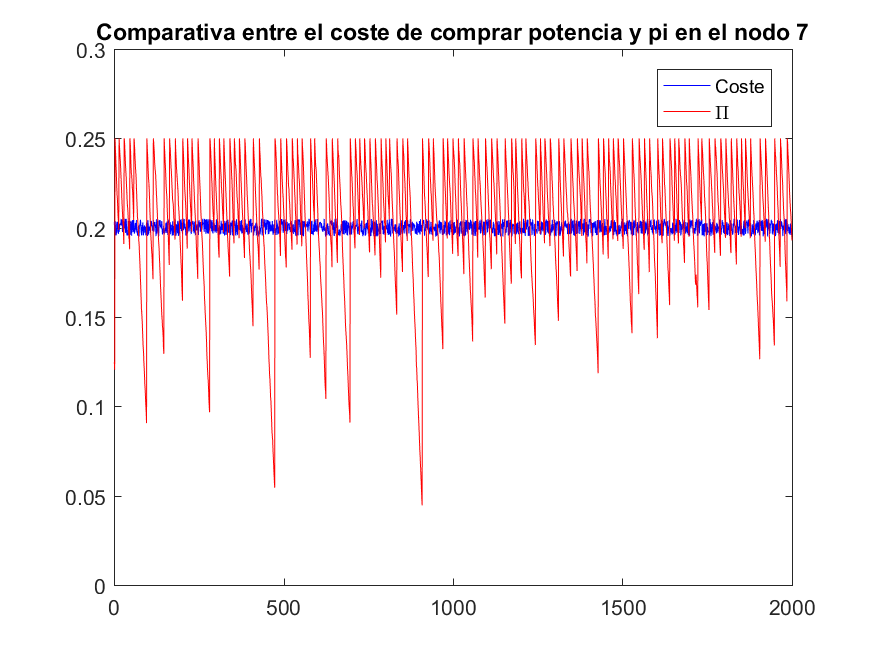 Comparativa entre el coste de comprar potencia y pi en el nodo 7
0.3
Coste
Π
0.25
0.2
0.15
0.1
0.05
0
0 500 1000 1500 2000